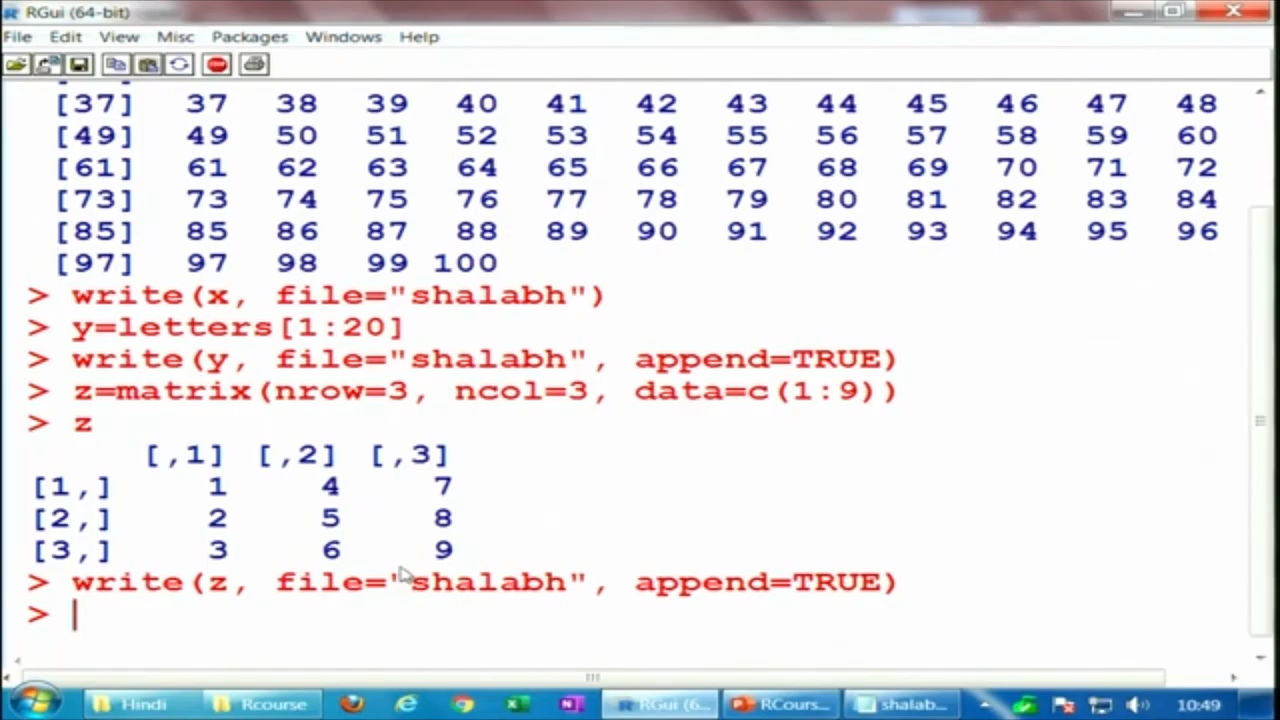 RGui (64-bit)
File Edit View Misc Packages Windows Help
STOP
[37] 37 38 39 40 41 42 43 44 45 46 47 48
[49] 49 50 51 52 53 54 55 56 57 58 59 60
[61] 61 62 63 64 65 66 67 68 69 70 71 72
[73] 73 74 75 76 77 78 79 80 81 82 83 84
[85] 85 86 87 88 89 90 91 92 93 94 95 96
[97] 97 98 99 100
> write(x, file="shalabh")
> y=letters[1:20]
> write(y, file="shalabh", append=TRUE)
> z=matrix(nrow=3, ncol=3, data=c(1:9))
> z
[,1] [,2] [,3]
[1,] 1 4 7
[2,] 2 5 8
[3,] 3 6 9
> write(z, file="shalabh", append=TRUE)
>
Hindi Rcourse RGui (6... RCours... shalab... 10:49